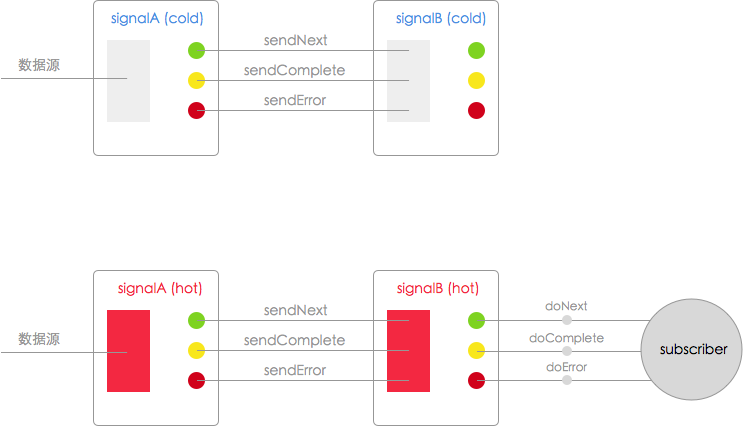 signalA (cold)
signalB (cold)
数据源
sendNext
sendComplete
sendError
signalA (hot)
signalB (hot)
数据源
sendNext
sendComplete
sendError
doNext
doComplete
doError
subscriber